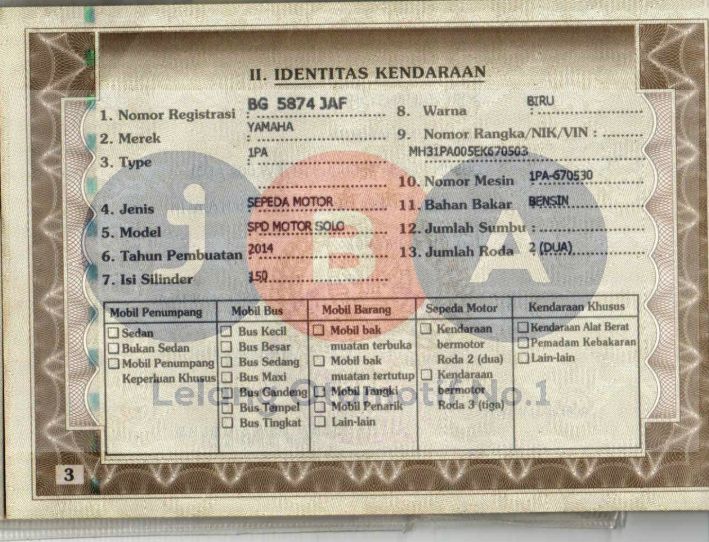 II. IDENTITAS KENDARAAN
1. Nomor Registrasi : BG 5874 JAF
2. Merek : YAMAHA
3. Type : 1PA
4. Jenis : SEPEDA MOTOR
5. Model : SPD MOTOR SOLO
6. Tahun Pembuatan : 2014
7. Isi Silinder : 150
8. Warna : BIRU
9. Nomor Rangka/NIK/VIN :
MH31PA005EK670503
10. Nomor Mesin : 1PA-670530
11. Bahan Bakar : BENSIN
12. Jumlah Sumbu :
13. Jumlah Roda : 2 (DUA)
Mobil Penumpang
Sedan
Bukan Sedan
Mobil Penumpang
Keperluan Khusus
Mobil Bus
Bus Kecil
Bus Besar
Bus Sedang
Bus Maxi
Bus Gandeng
Bus Tempel
Bus Tingkat
Mobil Barang
Mobil bak
muatan terbuka
Mobil bak
muatan tertutup
Mobil Tangki
Mobil Penarik
Lain-lain
Sepeda Motor
Kendaraan
bermotor
Roda 2 (dua)
Kendaraan
bermotor
Roda 3 (tiga)
Kendaraan Khusus
Kendaraan Alat Berat
Pemadam Kebakaran
Lain-lain
3
iBA
Lelang Otomotif No.1